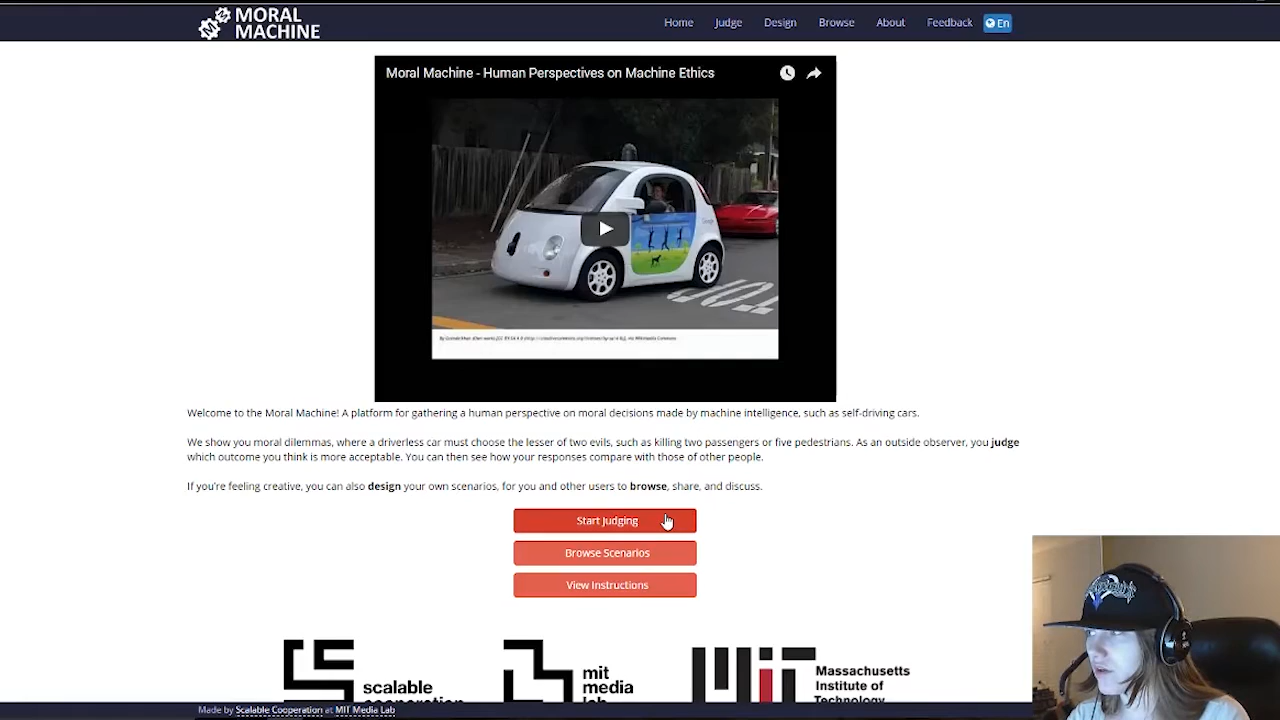 MORAL
MACHINE
Home Judge Design Browse About Feedback En
Moral Machine - Human Perspectives on Machine Ethics
Welcome to the Moral Machine! A platform for gathering a human perspective on moral decisions made by machine intelligence, such as self-driving cars.
We show you moral dilemmas, where a driverless car must choose the lesser of two evils, such as killing two passengers or five pedestrians. As an outside observer, you judge
which outcome you think is more acceptable. You can then see how your responses compare with those of other people.
If you're feeling creative, you can also design your own scenarios, for you and other users to browse, share, and discuss.
Start Judging
Browse Scenarios
View Instructions
scalable
cooperation
mit
media
lab
MIT
Massachusetts
Institute of
Technology
Made by Scalable Cooperation at MIT Media Lab